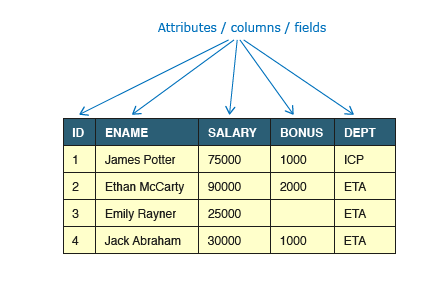 Attributes / columns / fields
ID ENAME SALARY BONUS DEPT
1 James Potter 75000 1000 ICP
2 Ethan McCarty 90000 2000 ETA
3 Emily Rayner 25000 ETA
4 Jack Abraham 30000 1000 ETA